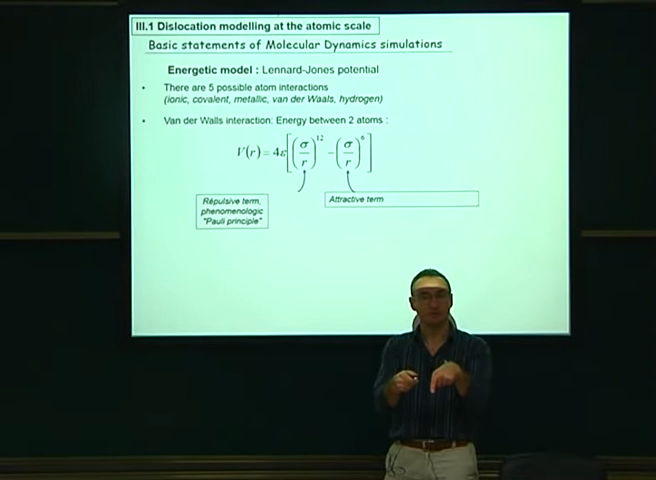 III.1 Dislocation modelling at the atomic scale
Basic statements of Molecular Dynamics simulations
Energetic model : Lennard-Jones potential
• There are 5 possible atom interactions
(ionic, covalent, metallic, van der Waals, hydrogen)
• Van der Walls interaction: Energy between 2 atoms :
V(r) = 4ε[(σ/r)^12 − (σ/r)^6]
Répulsive term,
phenomenologic
"Pauli principle"
Attractive term